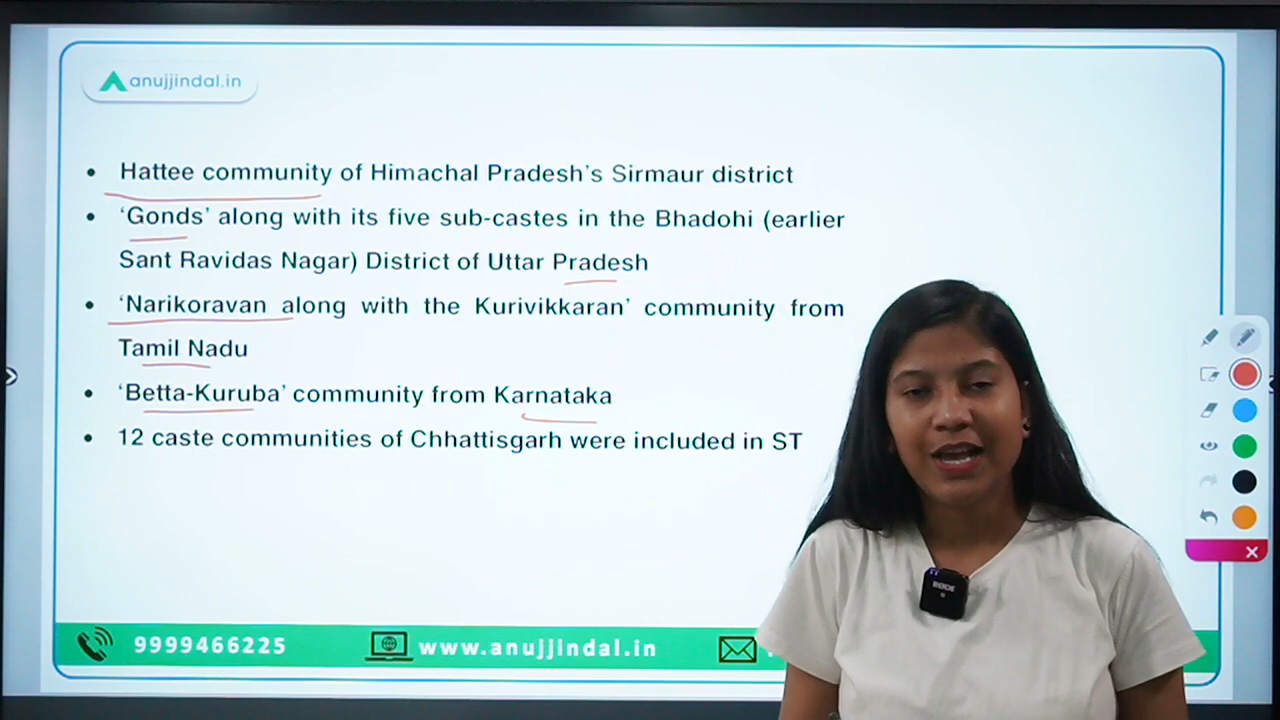 anujjindal.in
• Hattee community of Himachal Pradesh's Sirmaur district
• 'Gonds' along with its five sub-castes in the Bhadohi (earlier
Sant Ravidas Nagar) District of Uttar Pradesh
• 'Narikoravan along with the Kurivikkaran' community from
Tamil Nadu
• 'Betta-Kuruba' community from Karnataka
• 12 caste communities of Chhattisgarh were included in ST
RODE
9999466225 www.anujjindal.in